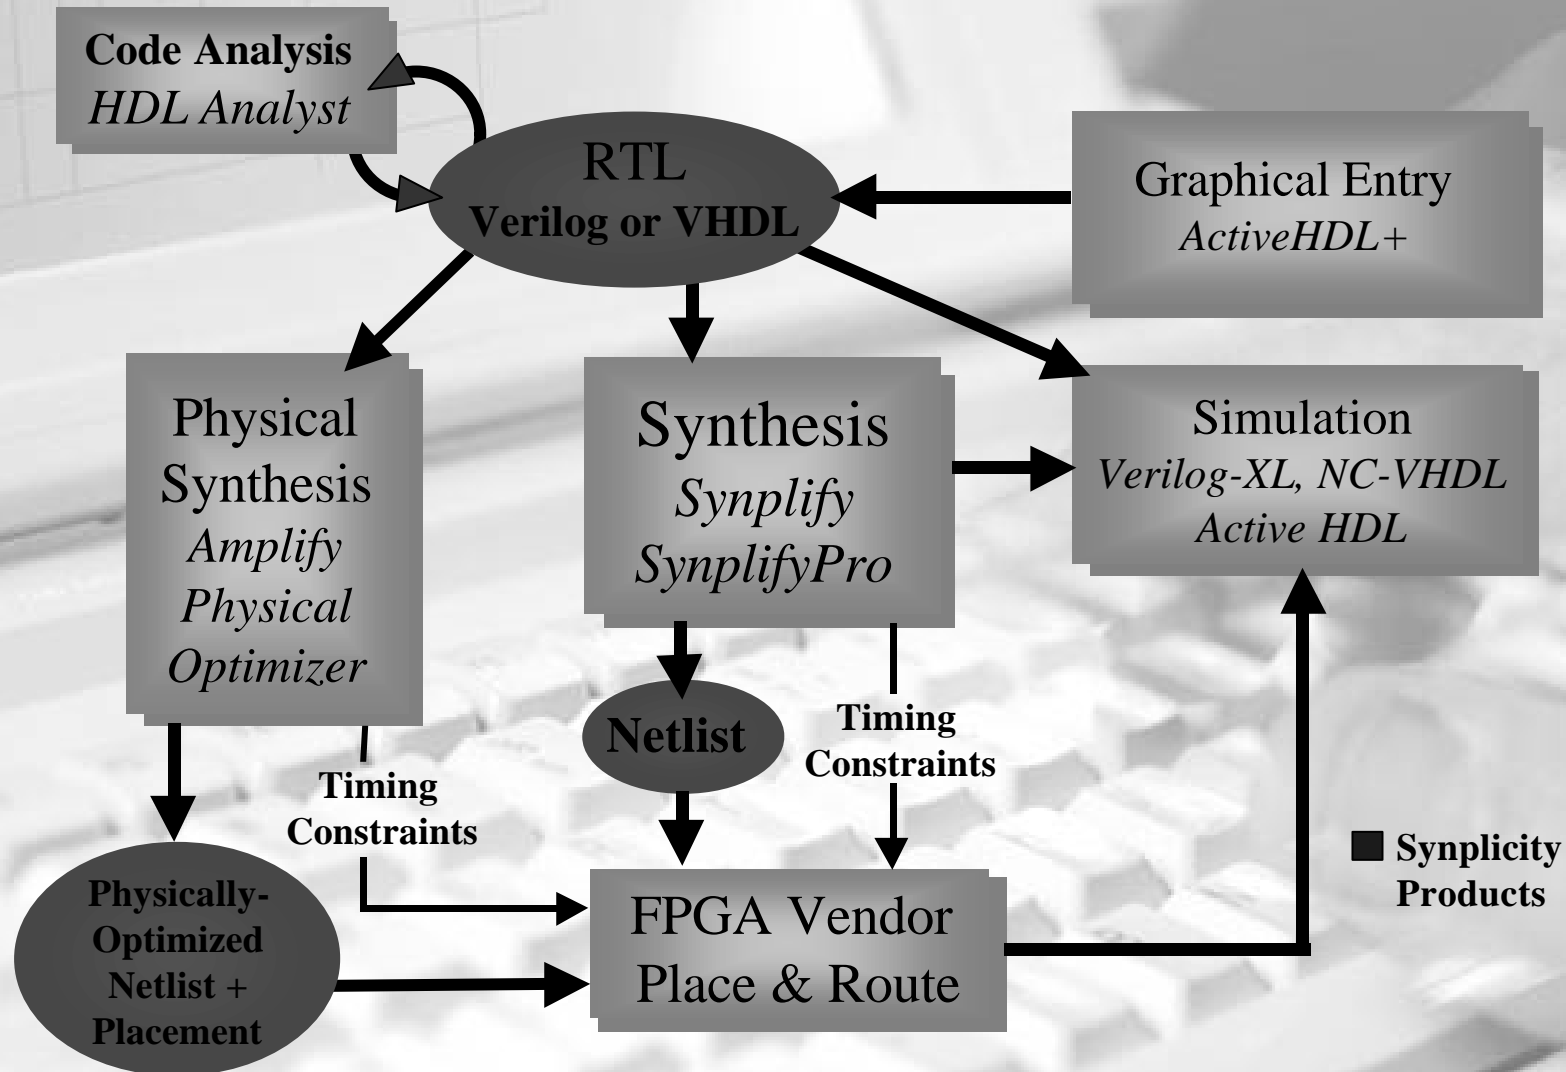 Code Analysis
HDL Analyst
RTL
Verilog or VHDL
Graphical Entry
ActiveHDL+
Physical
Synthesis
Amplify
Physical
Optimizer
Synthesis
Synplify
SynplifyPro
Simulation
Verilog-XL, NC-VHDL
Active HDL
Netlist
Timing
Constraints
Timing
Constraints
Physically-
Optimized
Netlist +
Placement
FPGA Vendor
Place & Route
Synplicity
Products